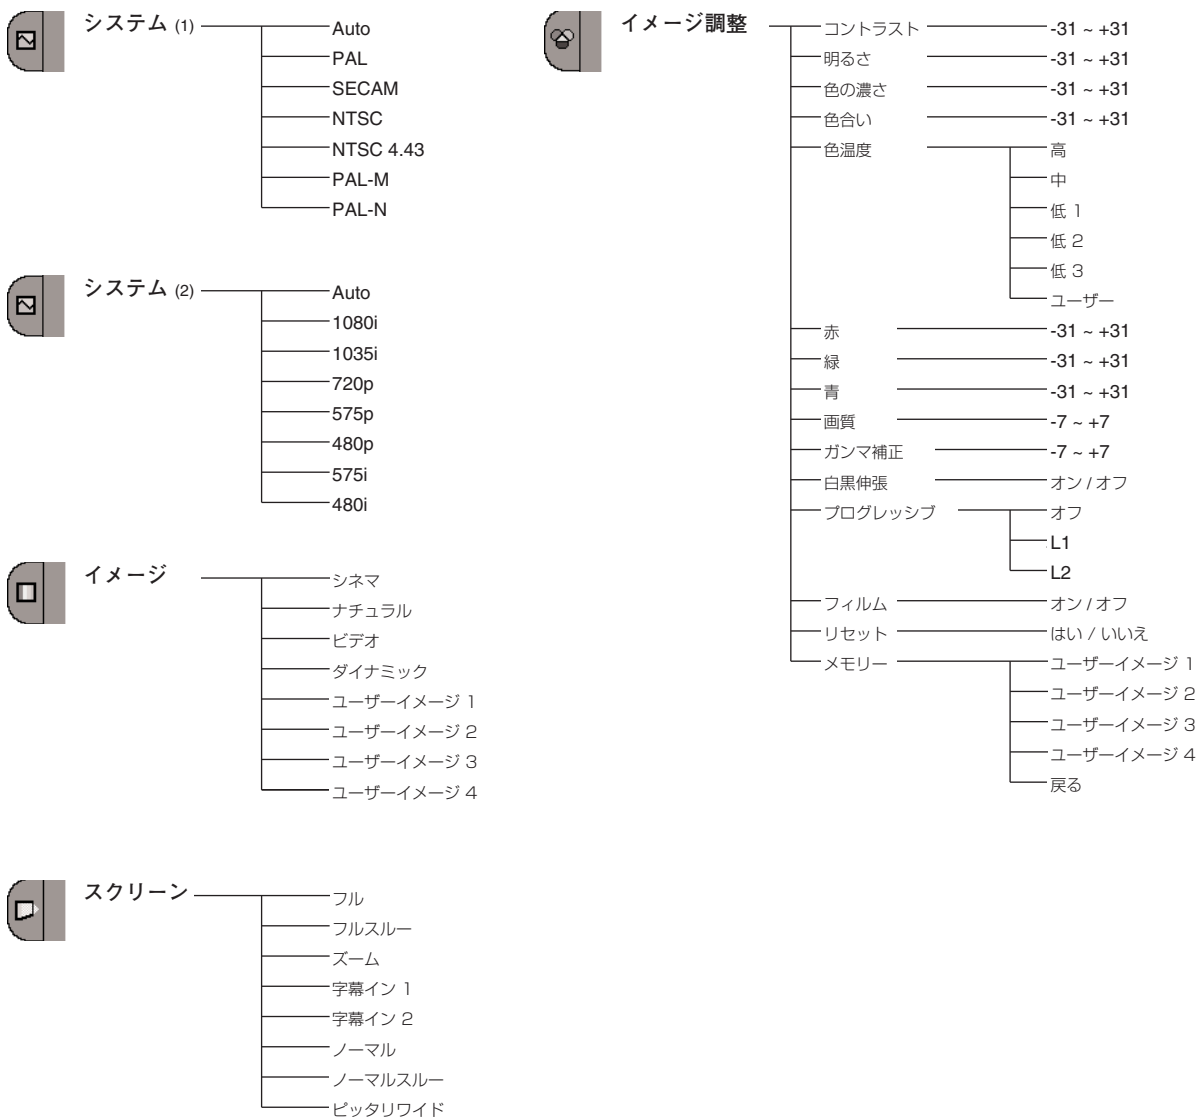 システム (1)
Auto
PAL
SECAM
NTSC
NTSC 4.43
PAL-M
PAL-N
システム (2)
Auto
1080i
1035i
720p
575p
480p
575i
480i
イメージ
シネマ
ナチュラル
ビデオ
ダイナミック
ユーザーイメージ 1
ユーザーイメージ 2
ユーザーイメージ 3
ユーザーイメージ 4
スクリーン
フル
フルスルー
ズーム
字幕イン 1
字幕イン 2
ノーマル
ノーマルスルー
ピッタリワイド
イメージ調整
コントラスト -31 ~ +31
明るさ -31 ~ +31
色の濃さ -31 ~ +31
色合い -31 ~ +31
色温度 高
中
低 1
低 2
低 3
ユーザー
赤 -31 ~ +31
緑 -31 ~ +31
青 -31 ~ +31
画質 -7 ~ +7
ガンマ補正 -7 ~ +7
白黒伸張 オン / オフ
プログレッシブ オフ
L1
L2
フィルム オン / オフ
リセット はい / いいえ
メモリー ユーザーイメージ 1
ユーザーイメージ 2
ユーザーイメージ 3
ユーザーイメージ 4
戻る